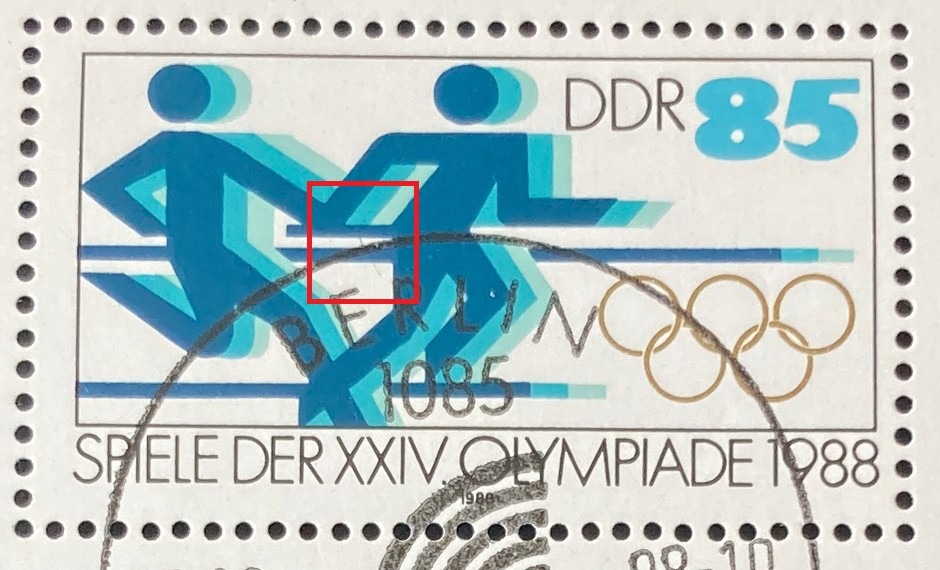 DDR 85
BERLIN
1085
SPIELE DER XXIV. OLYMPIADE 1988
1988